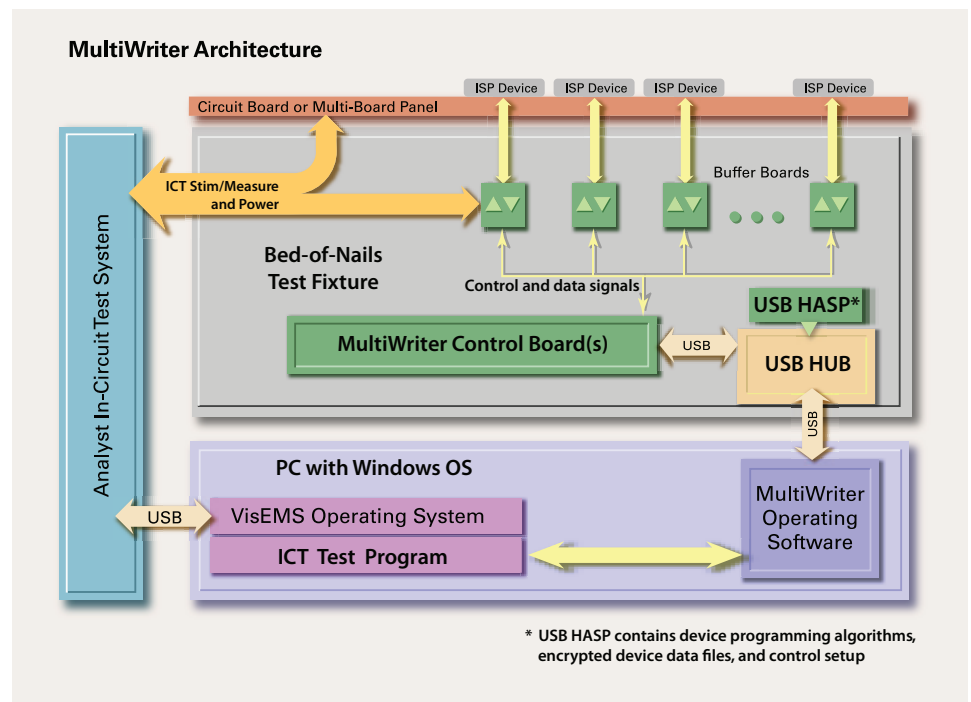 MultiWriter Architecture
ISP Device
ISP Device
ISP Device
ISP Device
Circuit Board or Multi-Board Panel
Analyst In-Circuit Test System
ICT Stim/Measure
and Power
Buffer Boards
Bed-of-Nails
Test Fixture
Control and data signals
USB HASP*
MultiWriter Control Board(s)
USB
USB HUB
USB
PC with Windows OS
MultiWriter
Operating
Software
USB
VisEMS Operating System
ICT Test Program
* USB HASP contains device programming algorithms,
encrypted device data files, and control setup